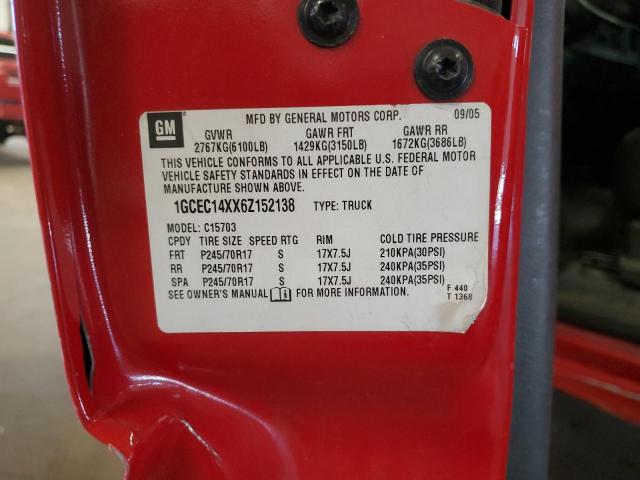 MFD BY GENERAL MOTORS CORP. 09/05
GM
GVWR GAWR FRT GAWR RR
2767KG(6100LB) 1429KG(3150LB) 1672KG(3686LB)
THIS VEHICLE CONFORMS TO ALL APPLICABLE U.S. FEDERAL MOTOR
VEHICLE SAFETY STANDARDS IN EFFECT ON THE DATE OF
MANUFACTURE SHOWN ABOVE.
1GCEC14XX6Z152138 TYPE: TRUCK
MODEL: C15703
CPDY TIRE SIZE SPEED RTG RIM COLD TIRE PRESSURE
FRT P245/70R17 S 17X7.5J 210KPA(30PSI)
RR P245/70R17 S 17X7.5J 240KPA(35PSI)
SPA P245/70R17 S 17X7.5J 240KPA(35PSI)
SEE OWNER'S MANUAL FOR MORE INFORMATION.
F 440
T 1368